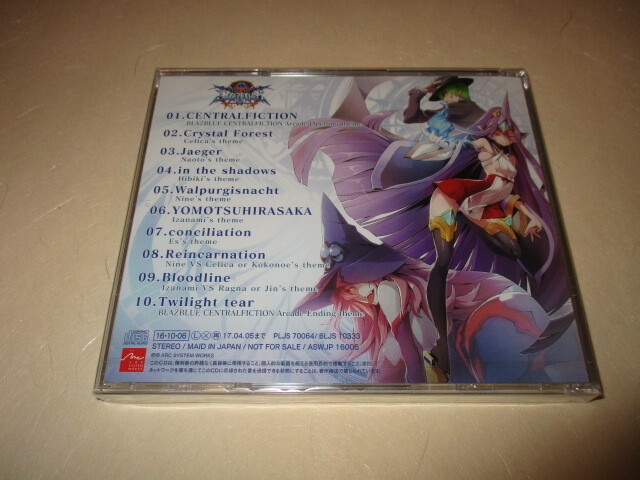 01.CENTRALFICTION
BLAZBLUE CENTRALFICTION Arcade Opening theme
02.Crystal Forest
Celica's theme
03.Jaeger
Naoto's theme
04.in the shadows
Hibiki's theme
05.Walpurgisnacht
Nine's theme
06.YOMOTSUHIRASAKA
Izanami's theme
07.conciliation
Es's theme
08.Reincarnation
Nine VS Celica or Kokonoe's theme
09.Bloodline
Izanami VS Ragna or Jin's theme
10.Twilight tear
BLAZBLUE CENTRALFICTION Arcade Ending theme
16·10·06 17.04.05まで PLJS 70064/ BLJS 10333
STEREO / MAID IN JAPAN / NOT FOR SALE / ASWJP 16006
ARC SYSTEM WORKS